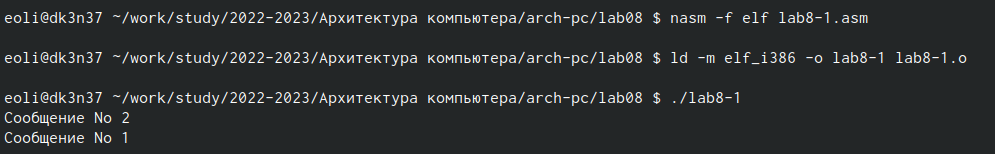 eoli@dk3n37 ~/work/study/2022-2023/Архитектура компьютера/arch-pc/lab08 $ nasm -f elf lab8-1.asm
eoli@dk3n37 ~/work/study/2022-2023/Архитектура компьютера/arch-pc/lab08 $ ld -m elf_i386 -o lab8-1 lab8-1.o
eoli@dk3n37 ~/work/study/2022-2023/Архитектура компьютера/arch-pc/lab08 $ ./lab8-1
Сообщение No 2
Сообщение No 1